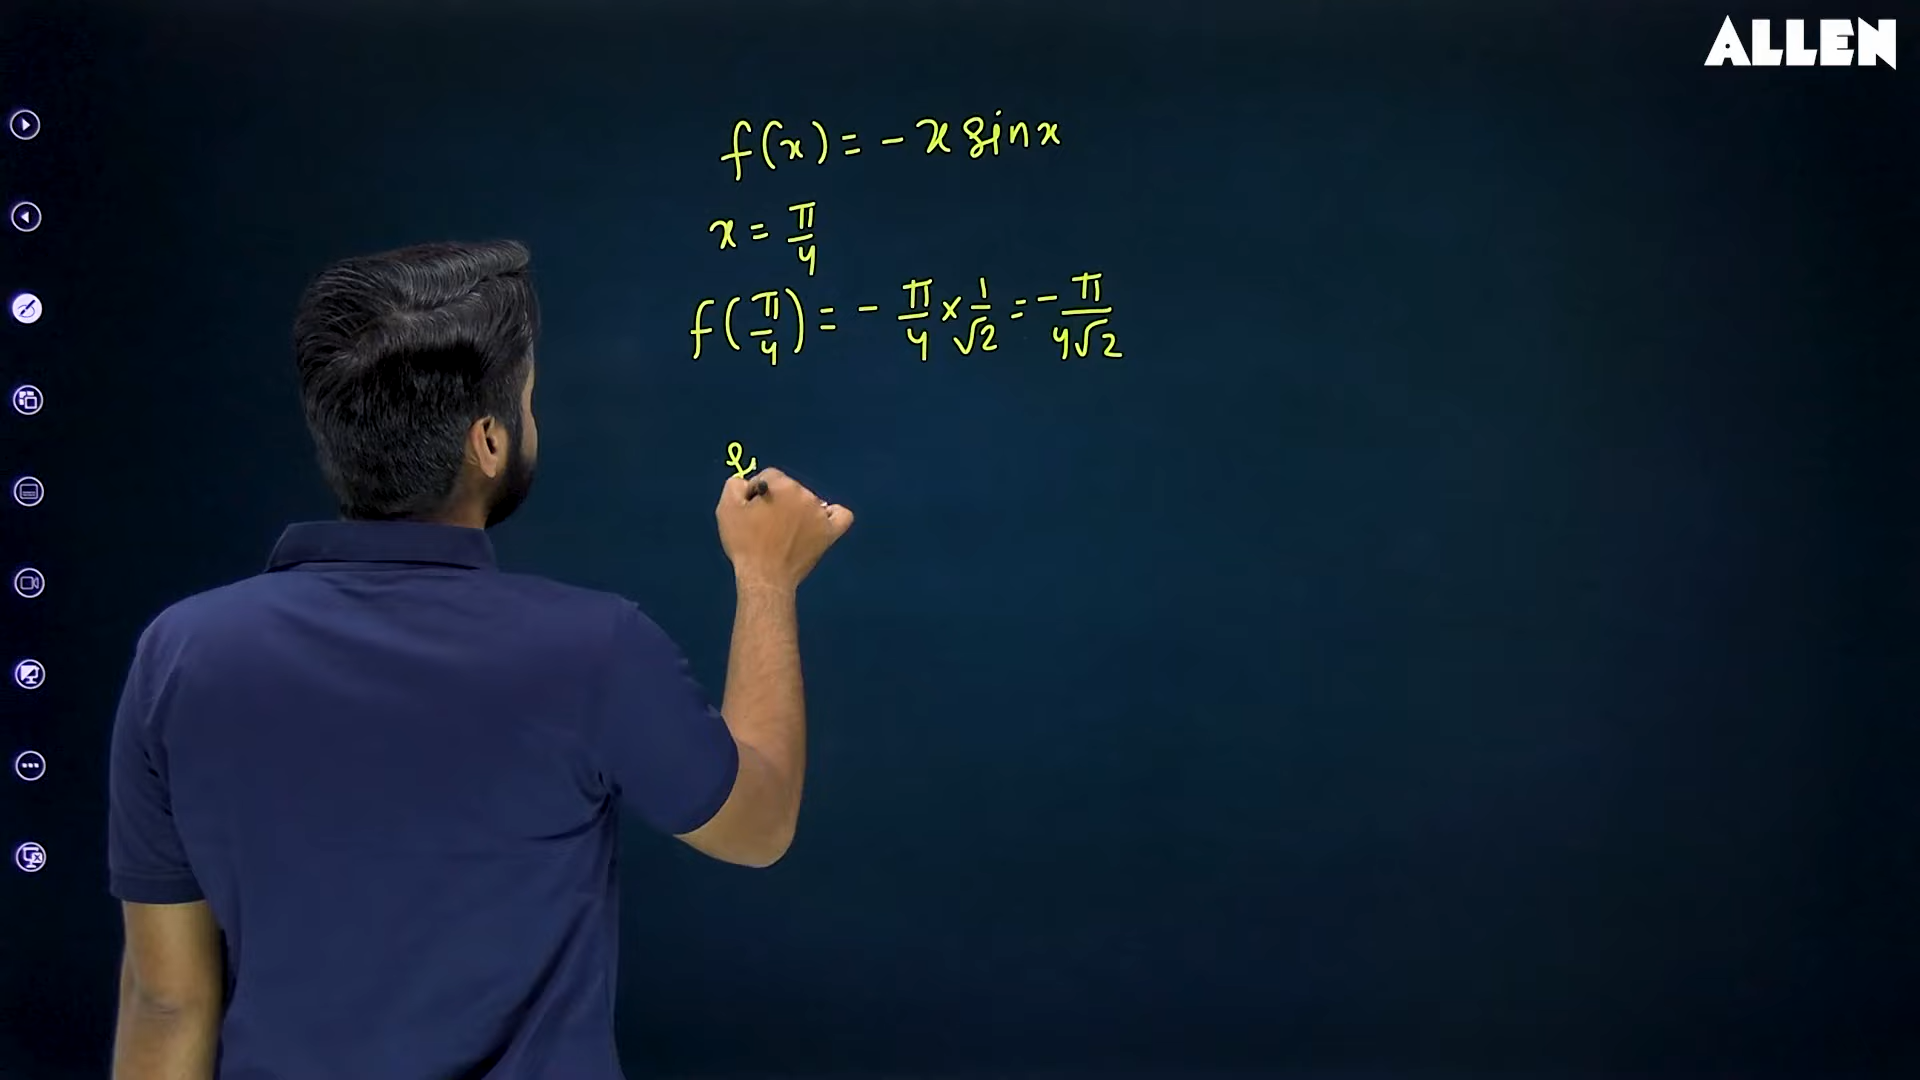 ALLEN
f(x) = - x sin x
x = π/4
f(π/4) = - π/4 × 1/√2 = - π/4√2